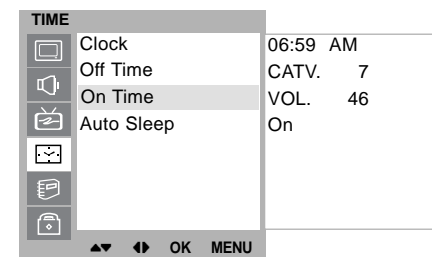 TIME
Clock
Off Time
On Time
Auto Sleep
06:59 AM
CATV. 7
VOL. 46
On
OK MENU